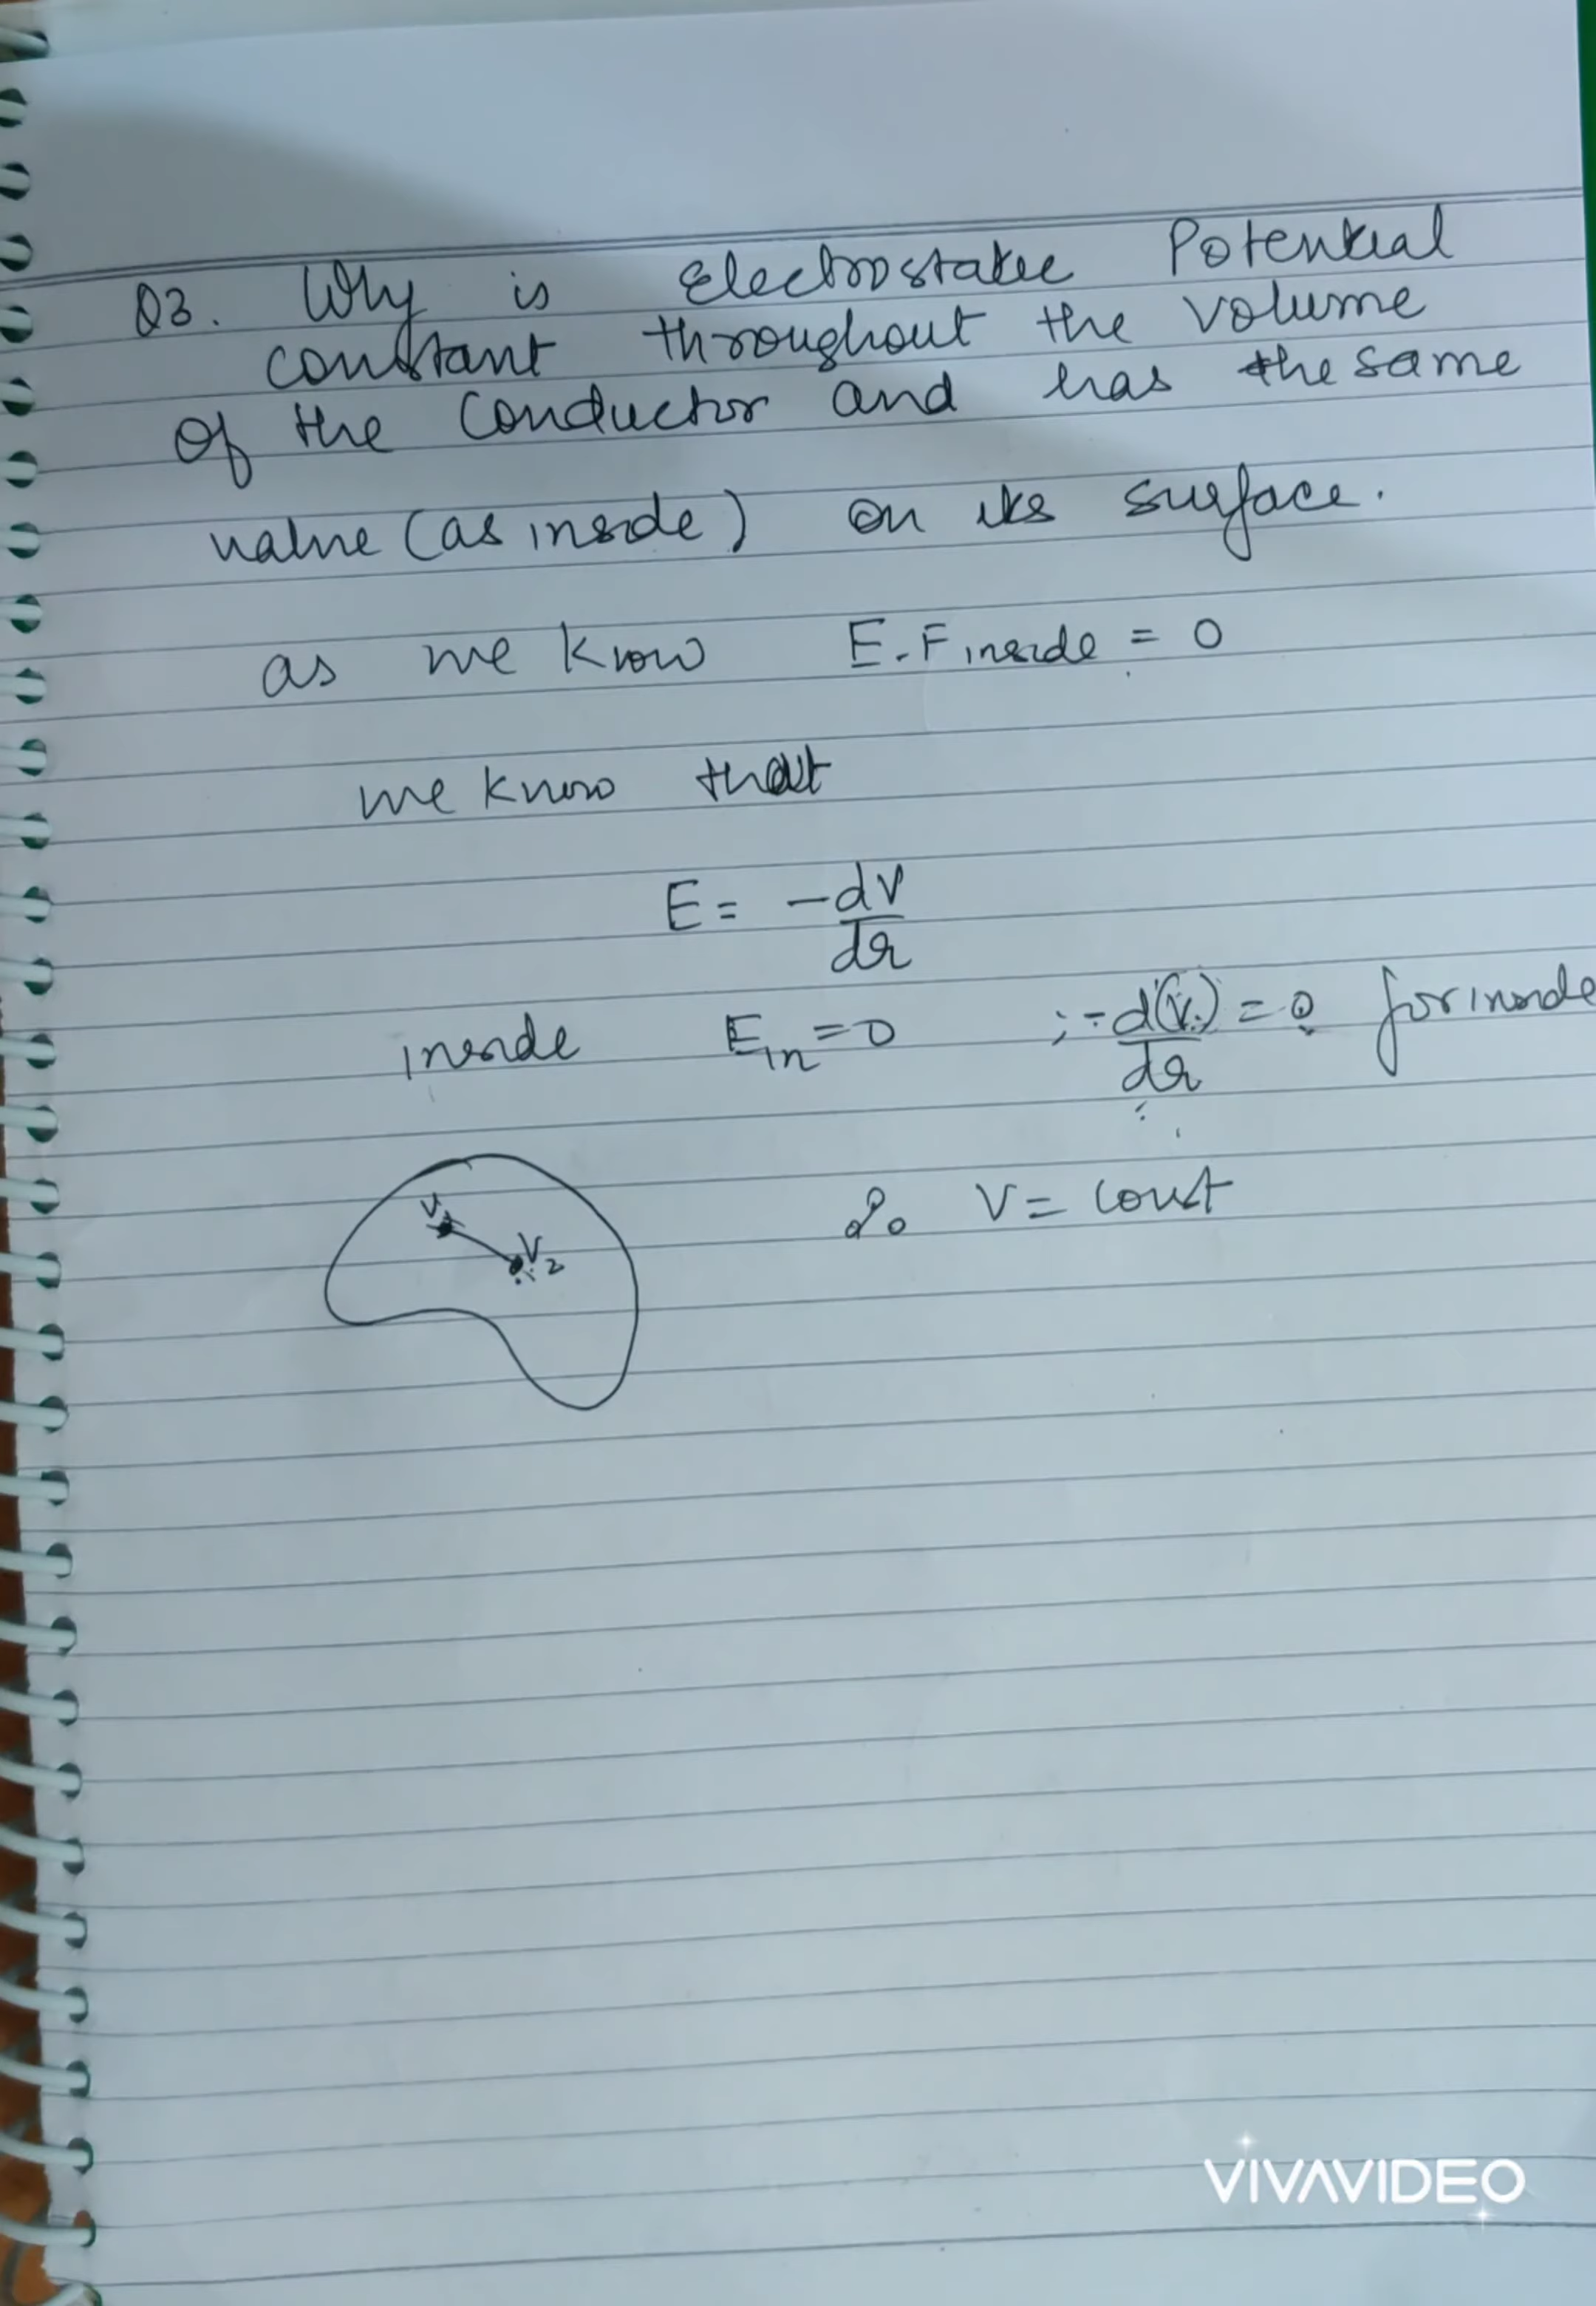 Q3. Why is Electrostatic Potential
constant throughout the volume
Of the Conductor and has the same
value (as inside) on its surface.
as we know E.F inside = 0
we know that
E = -dV/dr
inside E_in = 0 ; -d(V)/dr = 0 for inside
V₁
V₂
So V = const
VIVAVIDEO